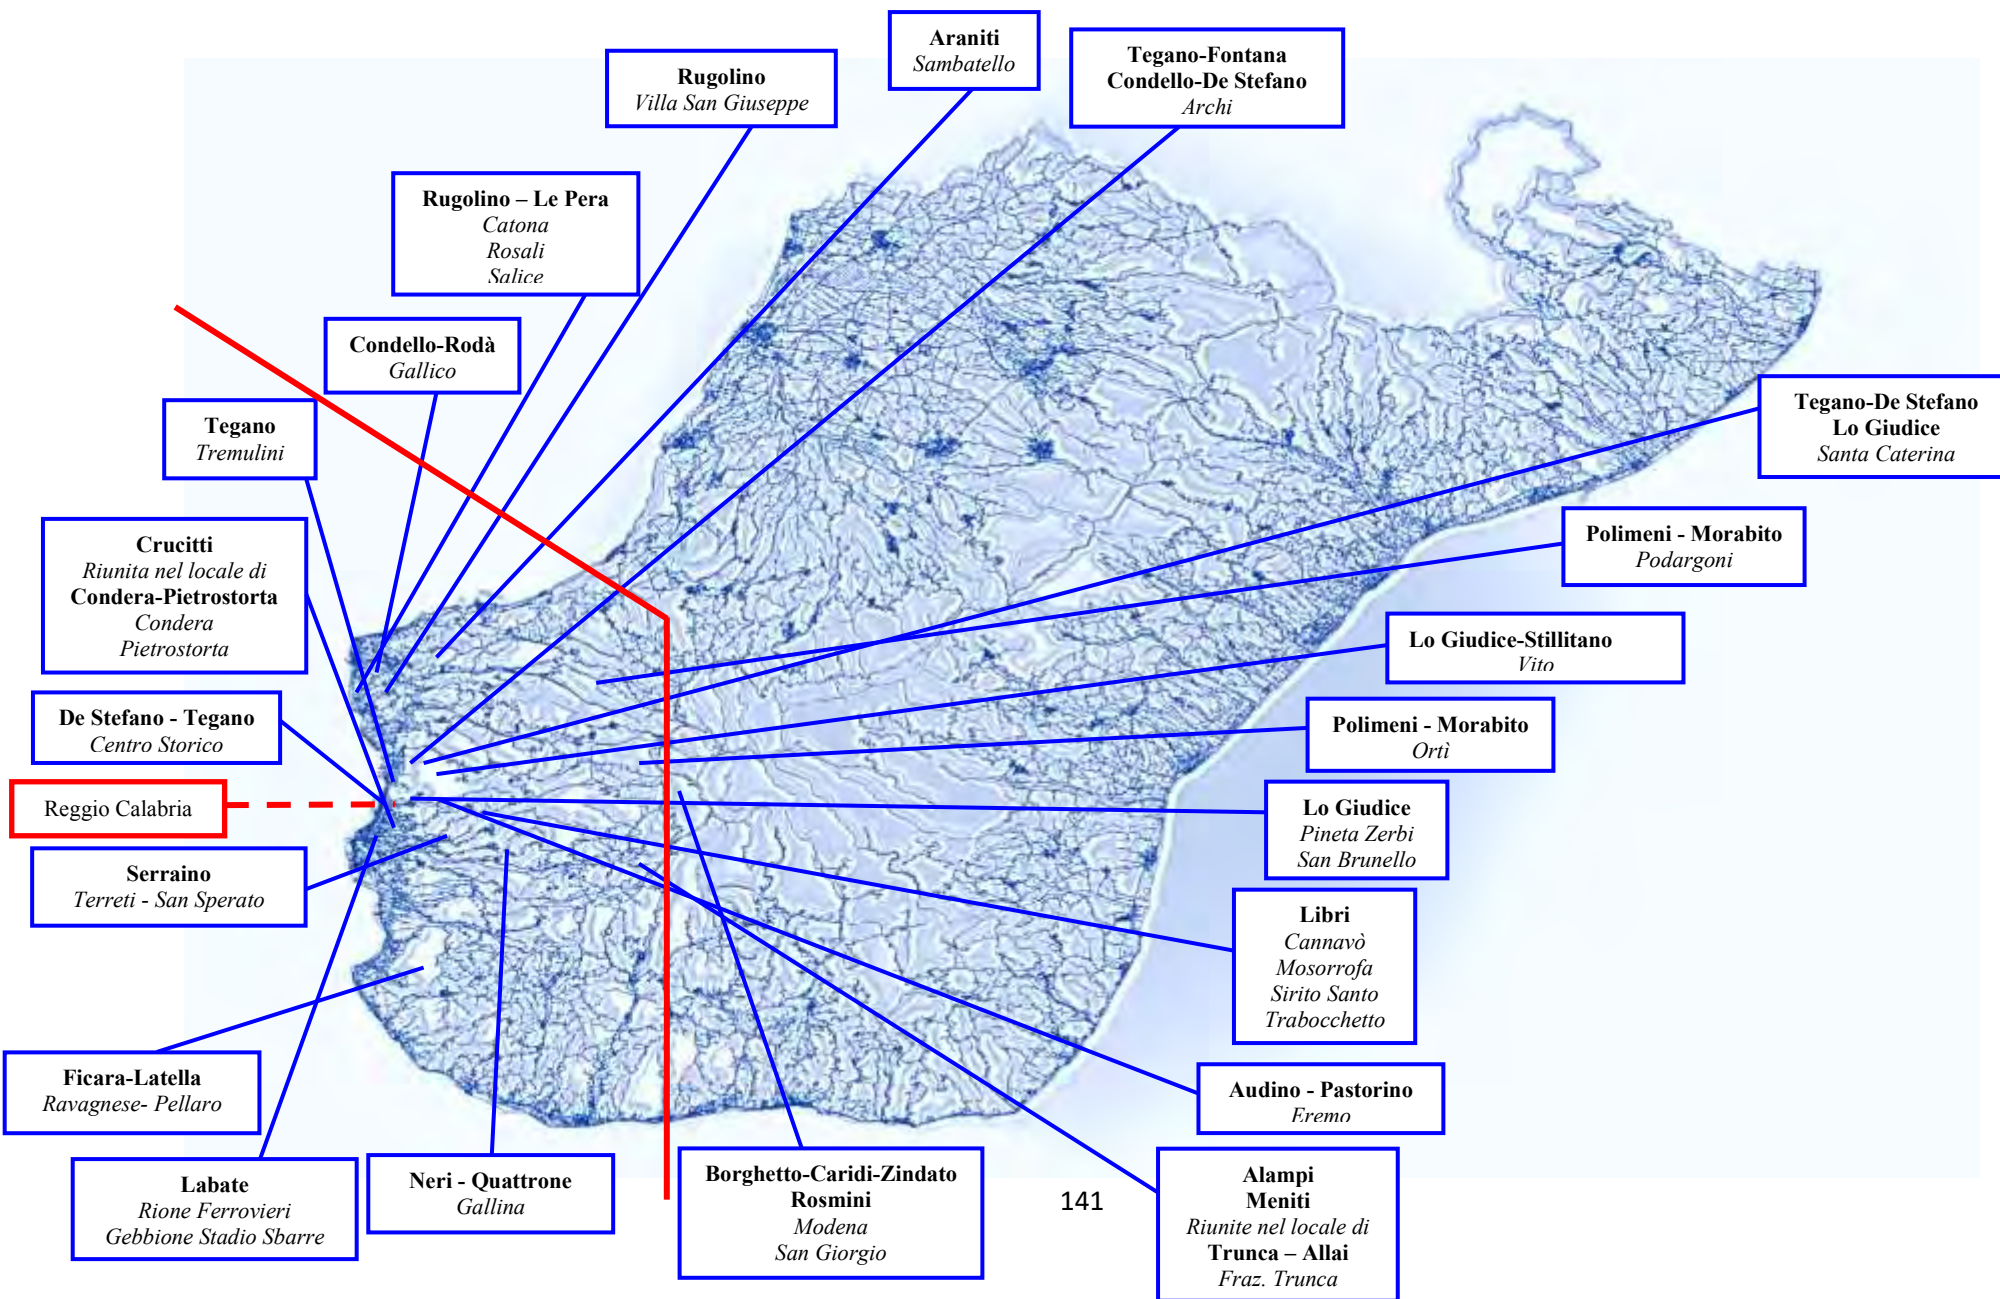 Araniti
Sambatello
Tegano-Fontana
Condello-De Stefano
Archi
Rugolino
Villa San Giuseppe
Rugolino – Le Pera
Catona
Rosali
Salice
Condello-Rodà
Gallico
Tegano
Tremulini
Tegano-De Stefano
Lo Giudice
Santa Caterina
Crucitti
Riunita nel locale di
Condera-Pietrostorta
Condera
Pietrostorta
Polimeni - Morabito
Podargoni
Lo Giudice-Stillitano
Vito
De Stefano - Tegano
Centro Storico
Polimeni - Morabito
Ortì
Reggio Calabria
Lo Giudice
Pineta Zerbi
San Brunello
Serraino
Terreti - San Sperato
Libri
Cannavò
Mosorrofa
Sirito Santo
Trabocchetto
Ficara-Latella
Ravagnese- Pellaro
Audino - Pastorino
Eremo
Labate
Rione Ferrovieri
Gebbione Stadio Sbarre
Neri - Quattrone
Gallina
Borghetto-Caridi-Zindato
Rosmini
Modena
San Giorgio
141
Alampi
Meniti
Riunite nel locale di
Trunca – Allai
Fraz. Trunca